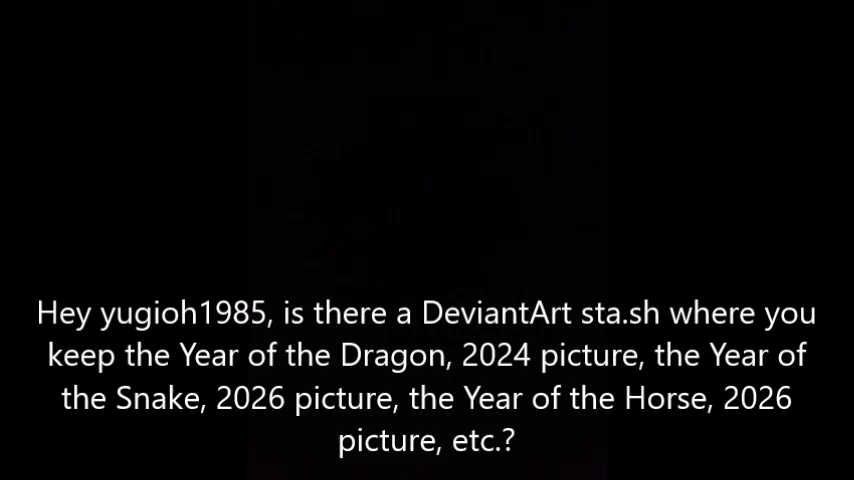 Hey yugioh1985, is there a DeviantArt sta.sh where you
keep the Year of the Dragon, 2024 picture, the Year of
the Snake, 2026 picture, the Year of the Horse, 2026
picture, etc.?